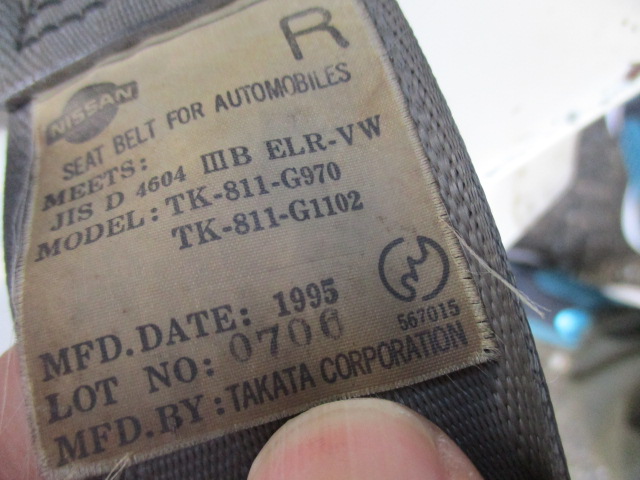 R
NISSAN
SEAT BELT FOR AUTOMOBILES
MEETS:
JIS D 4604 ⅢB ELR-VW
MODEL: TK-811-G970
TK-811-G1102
567015
MFD.DATE: 1995
LOT NO: 0706
MFD.BY: TAKATA CORPORATION